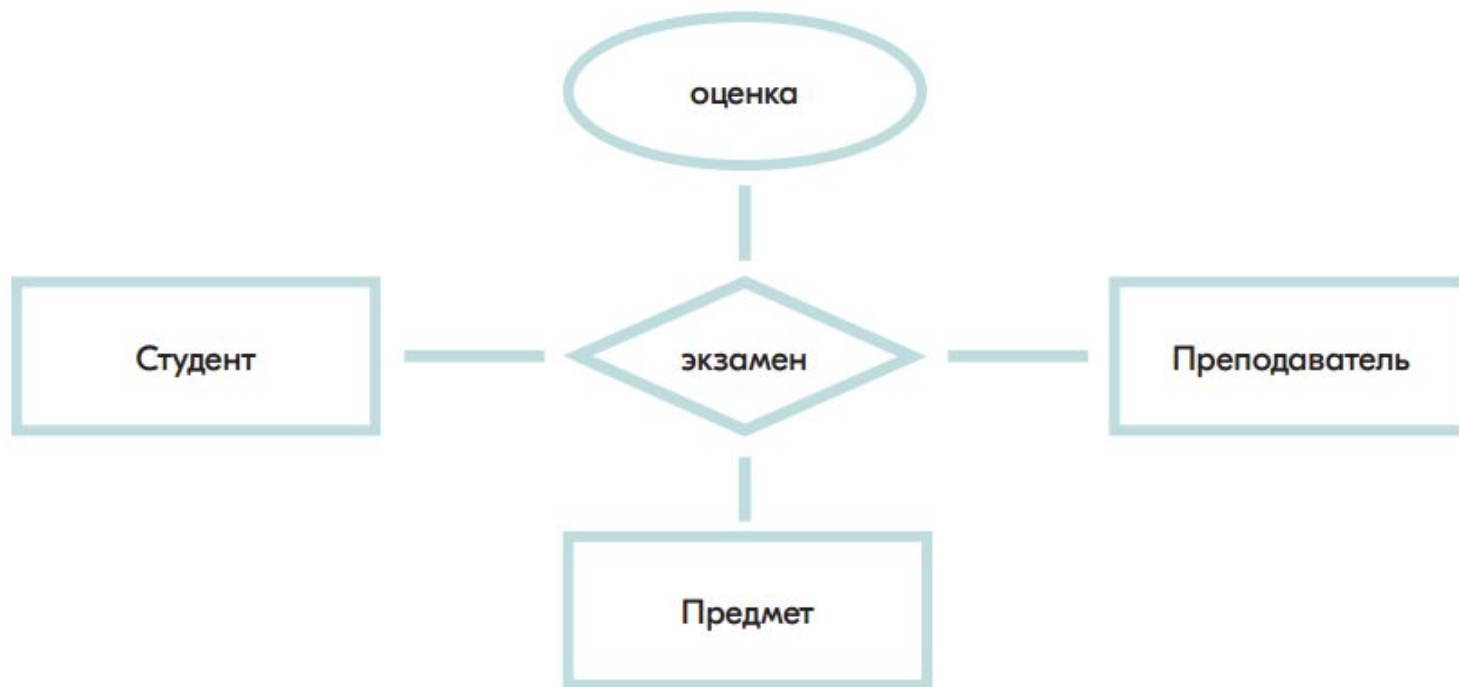 оценка
Студент
экзамен
Преподаватель
Предмет